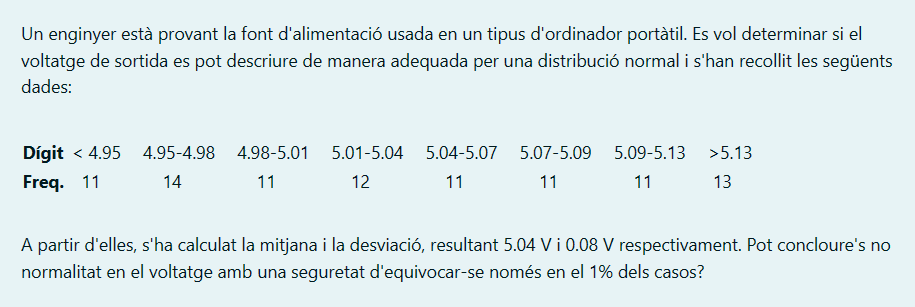 Un enginyer està provant la font d'alimentació usada en un tipus d'ordinador portàtil. Es vol determinar si el
voltatge de sortida es pot descriure de manera adequada per una distribució normal i s'han recollit les següents
dades:
Dígit < 4.95 4.95-4.98 4.98-5.01 5.01-5.04 5.04-5.07 5.07-5.09 5.09-5.13 >5.13
Freq. 11 14 11 12 11 11 11 13
A partir d'elles, s'ha calculat la mitjana i la desviació, resultant 5.04 V i 0.08 V respectivament. Pot concloure's no
normalitat en el voltatge amb una seguretat d'equivocar-se només en el 1% dels casos?